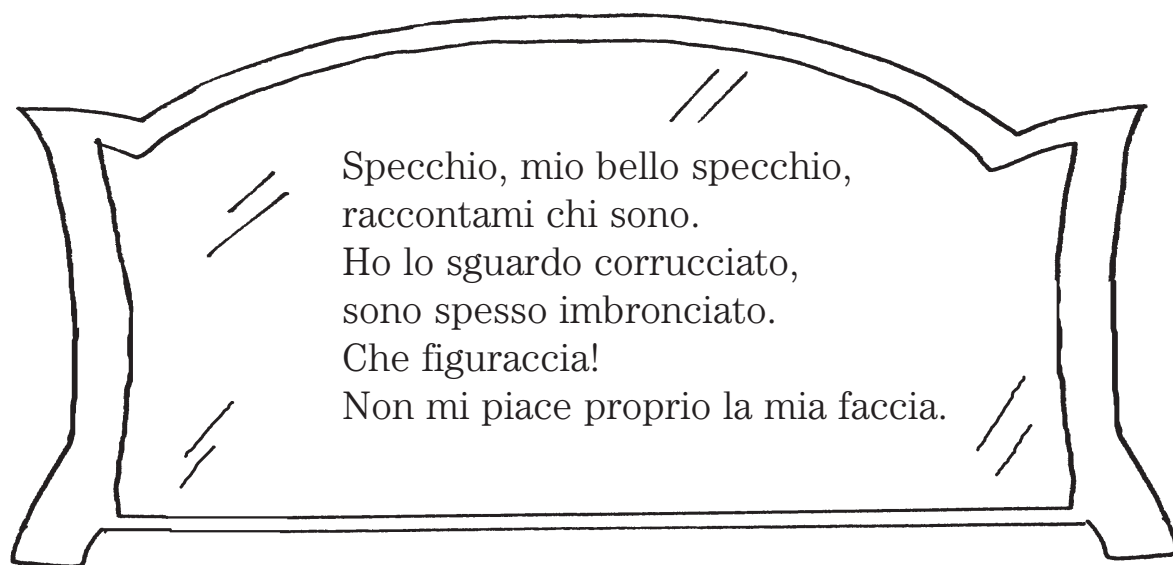 Specchio, mio bello specchio,
raccontami chi sono.
Ho lo sguardo corrucciato,
sono spesso imbronciato.
Che figuraccia!
Non mi piace proprio la mia faccia.